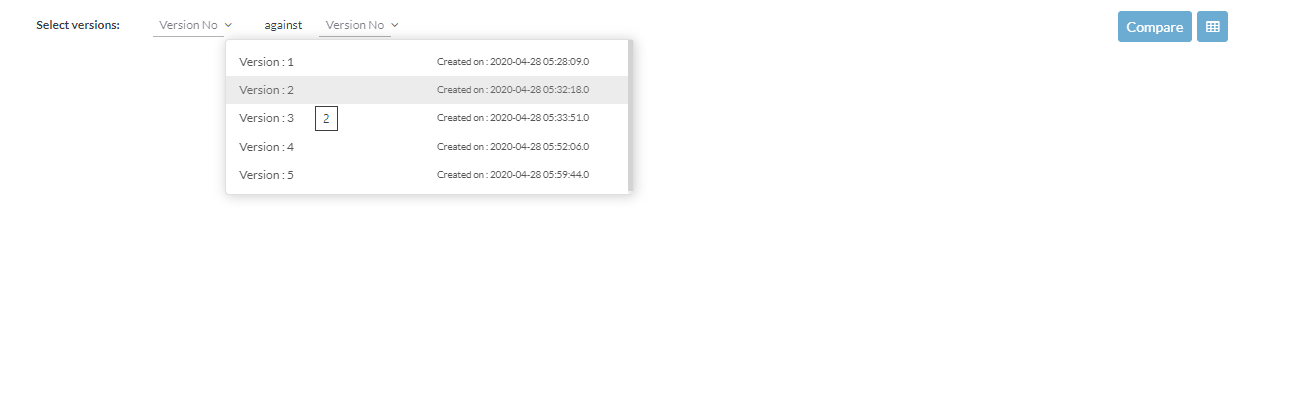 Select versions: Version No against Version No Compare
Version : 1 Created on : 2020-04-28 05:28:09.0
Version : 2 Created on : 2020-04-28 05:32:18.0
Version : 3 2 Created on : 2020-04-28 05:33:51.0
Version : 4 Created on : 2020-04-28 05:52:06.0
Version : 5 Created on : 2020-04-28 05:59:44.0